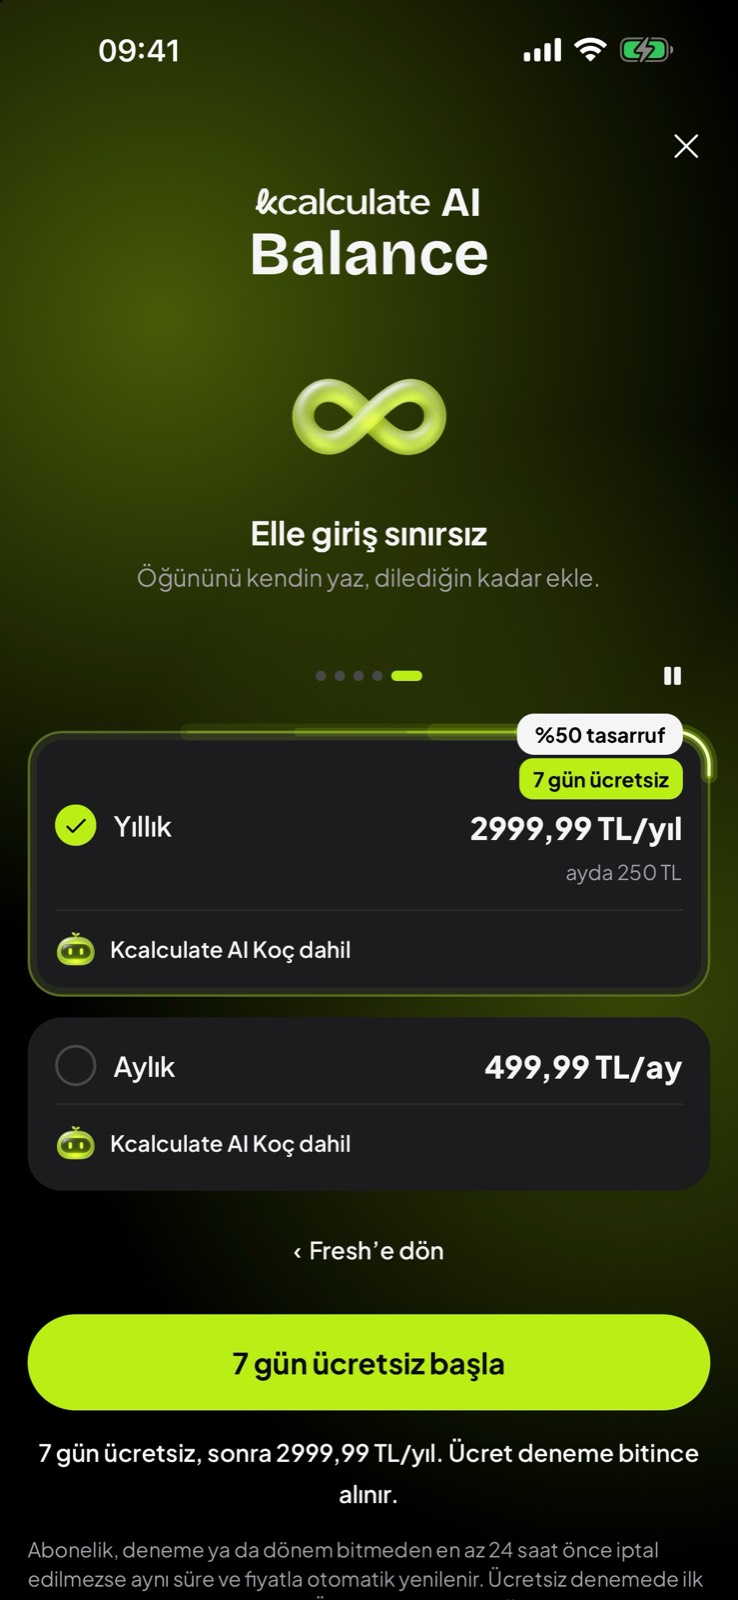 09:41
kcalculate AI
Balance
Elle giriş sınırsız
Öğününü kendin yaz, dilediğin kadar ekle.
%50 tasarruf
7 gün ücretsiz
Yıllık
2999,99 TL/yıl
ayda 250 TL
Kcalculate AI Koç dahil
Aylık
499,99 TL/ay
Kcalculate AI Koç dahil
‹ Fresh’e dön
7 gün ücretsiz başla
7 gün ücretsiz, sonra 2999,99 TL/yıl. Ücret deneme bitince
alınır.
Abonelik, deneme ya da dönem bitmeden en az 24 saat önce iptal
edilmezse aynı süre ve fiyatla otomatik yenilenir. Ücretsiz denemede ilk